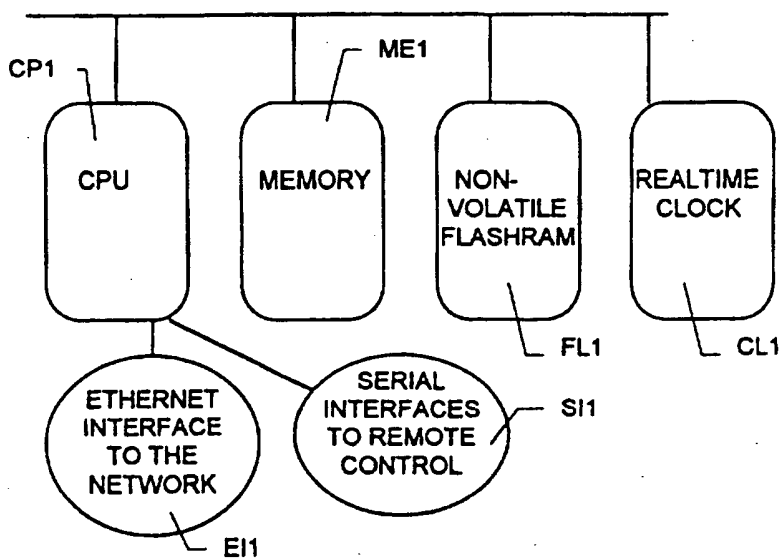 ME1
CP1
CPU
MEMORY
NON-
VOLATILE
FLASHRAM
REALTIME
CLOCK
FL1
CL1
ETHERNET
INTERFACE
TO THE
NETWORK
SERIAL
INTERFACES
TO REMOTE
CONTROL
SI1
EI1